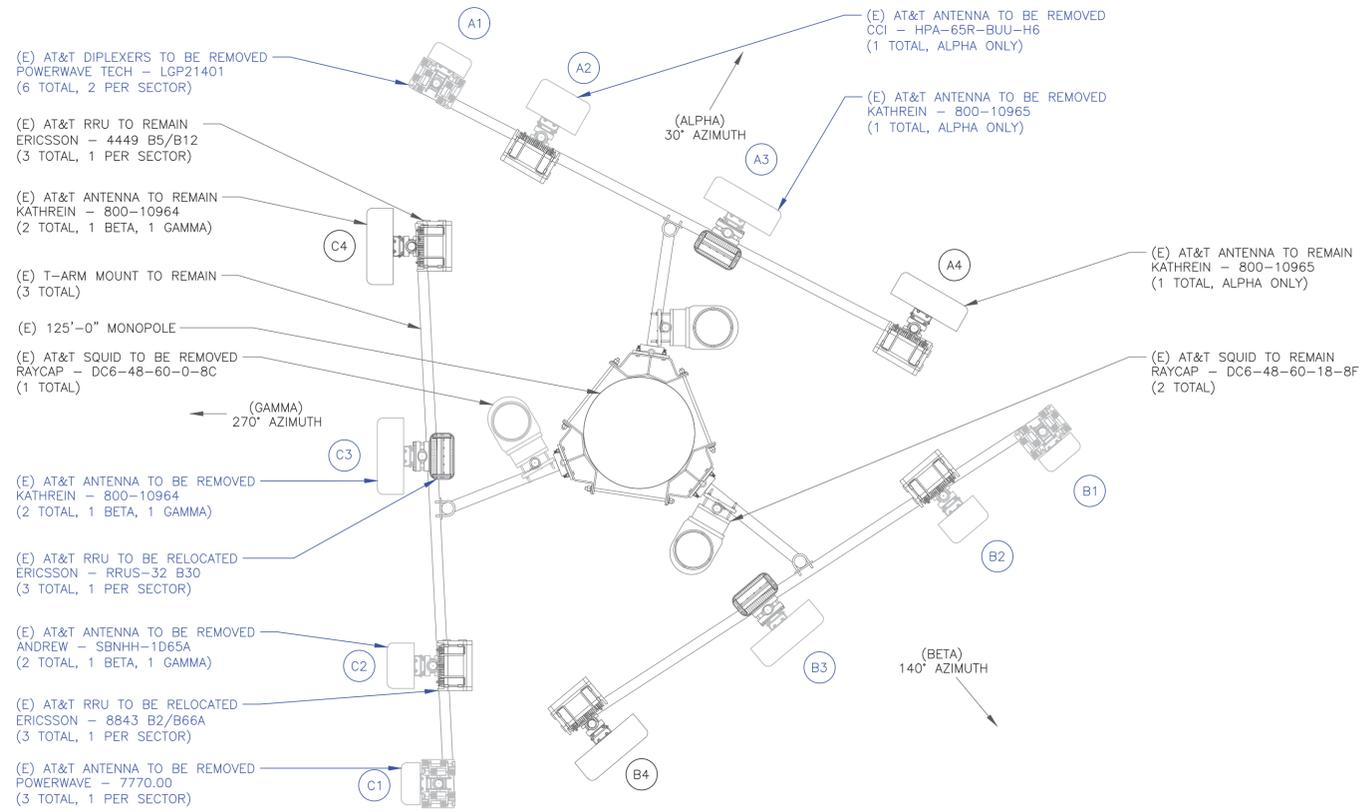 A1
(E) AT&T ANTENNA TO BE REMOVED
CCI – HPA-65R-BUU-H6
(1 TOTAL, ALPHA ONLY)
(E) AT&T DIPLEXERS TO BE REMOVED
POWERWAVE TECH – LGP21401
(6 TOTAL, 2 PER SECTOR)
A2
(E) AT&T ANTENNA TO BE REMOVED
KATHREIN – 800-10965
(1 TOTAL, ALPHA ONLY)
(ALPHA)
30° AZIMUTH
(E) AT&T RRU TO REMAIN
ERICSSON – 4449 B5/B12
(3 TOTAL, 1 PER SECTOR)
A3
(E) AT&T ANTENNA TO REMAIN
KATHREIN – 800-10964
(2 TOTAL, 1 BETA, 1 GAMMA)
C4
A4
(E) AT&T ANTENNA TO REMAIN
KATHREIN – 800-10965
(1 TOTAL, ALPHA ONLY)
(E) T-ARM MOUNT TO REMAIN
(3 TOTAL)
(E) 125'-0" MONOPOLE
(E) AT&T SQUID TO BE REMOVED
RAYCAP – DC6-48-60-0-8C
(1 TOTAL)
(E) AT&T SQUID TO REMAIN
RAYCAP – DC6-48-60-18-8F
(2 TOTAL)
(GAMMA)
270° AZIMUTH
C3
(E) AT&T ANTENNA TO BE REMOVED
KATHREIN – 800-10964
(2 TOTAL, 1 BETA, 1 GAMMA)
B1
B2
(E) AT&T RRU TO BE RELOCATED
ERICSSON – RRUS-32 B30
(3 TOTAL, 1 PER SECTOR)
(E) AT&T ANTENNA TO BE REMOVED
ANDREW – SBNHH-1D65A
(2 TOTAL, 1 BETA, 1 GAMMA)
C2
B3
(BETA)
140° AZIMUTH
(E) AT&T RRU TO BE RELOCATED
ERICSSON – 8843 B2/B66A
(3 TOTAL, 1 PER SECTOR)
(E) AT&T ANTENNA TO BE REMOVED
POWERWAVE – 7770.00
(3 TOTAL, 1 PER SECTOR)
C1
B4